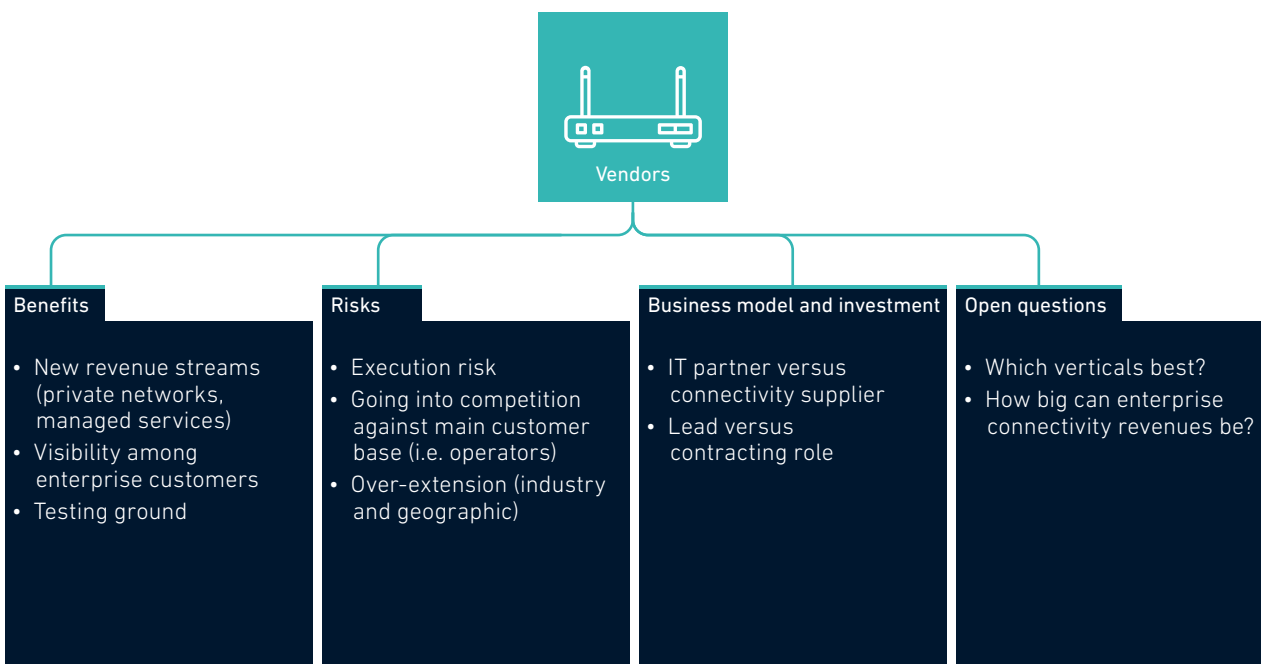 Vendors
Benefits
• New revenue streams
(private networks,
managed services)
• Visibility among
enterprise customers
• Testing ground
Risks
• Execution risk
• Going into competition
against main customer
base (i.e. operators)
• Over-extension (industry
and geographic)
Business model and investment
• IT partner versus
connectivity supplier
• Lead versus
contracting role
Open questions
• Which verticals best?
• How big can enterprise
connectivity revenues be?